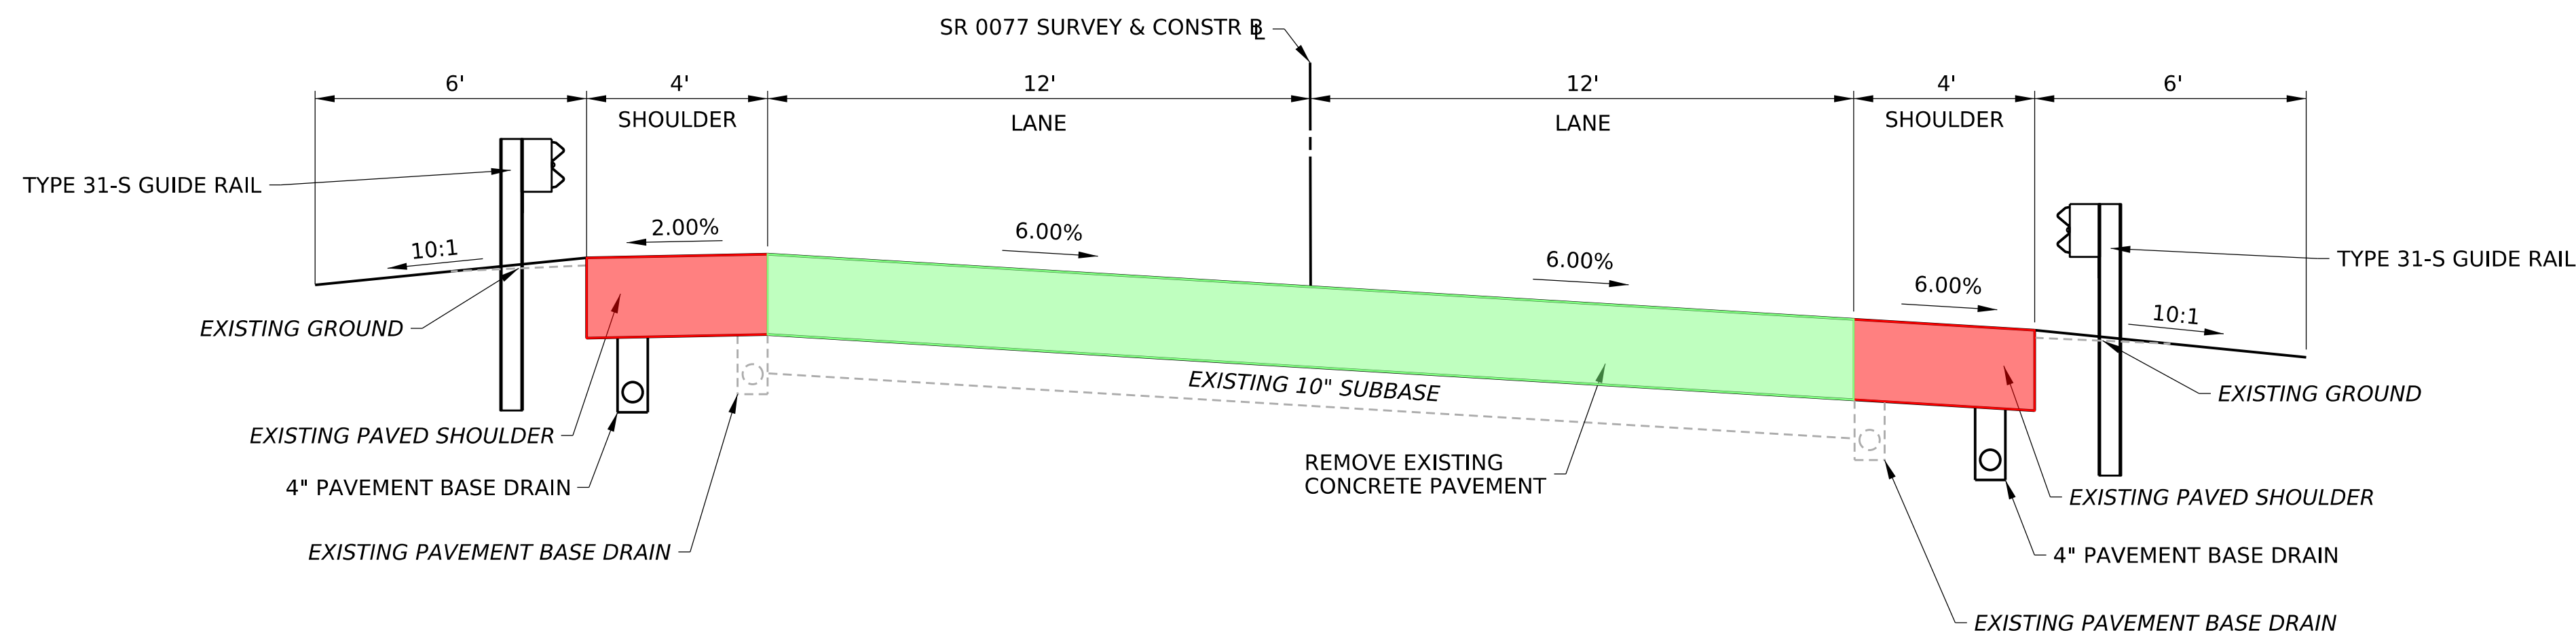 SR 0077 SURVEY & CONSTR BL
6'
4'
12'
12'
4'
6'
SHOULDER
LANE
LANE
SHOULDER
TYPE 31-S GUIDE RAIL
TYPE 31-S GUIDE RAIL
10:1
2.00%
6.00%
6.00%
6.00%
10:1
EXISTING GROUND
EXISTING 10" SUBBASE
EXISTING GROUND
EXISTING PAVED SHOULDER
4" PAVEMENT BASE DRAIN
REMOVE EXISTING
CONCRETE PAVEMENT
EXISTING PAVED SHOULDER
EXISTING PAVEMENT BASE DRAIN
4" PAVEMENT BASE DRAIN
EXISTING PAVEMENT BASE DRAIN